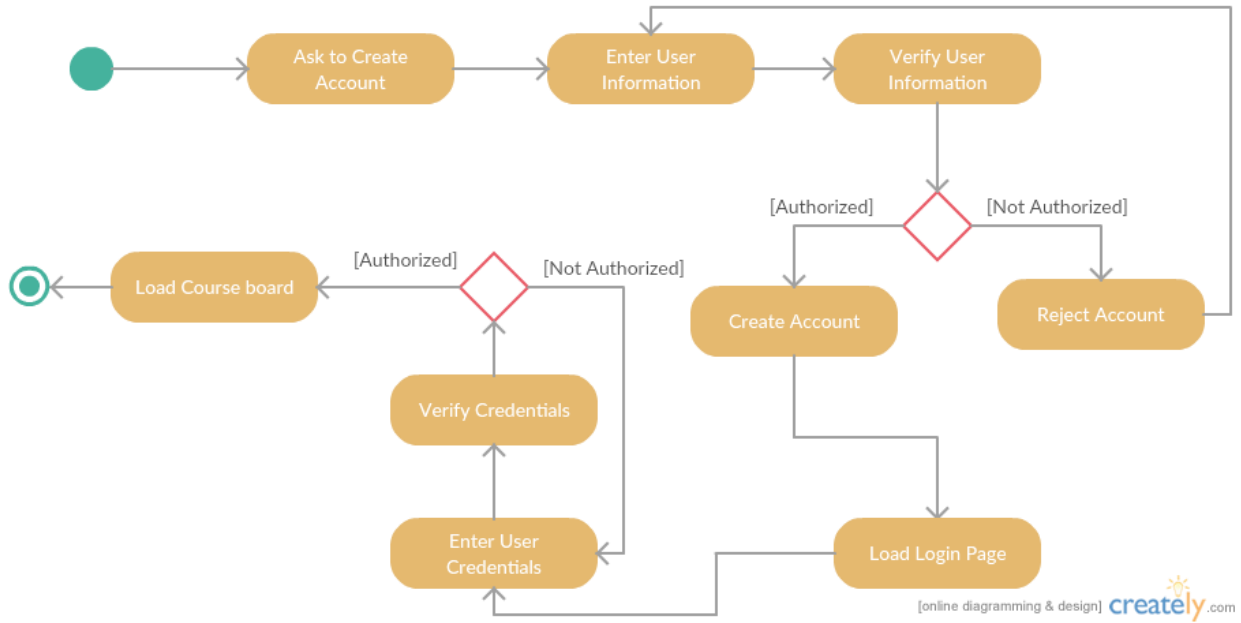 Ask to Create
Account
Enter User
Information
Verify User
Information
[Authorized]
[Not Authorized]
Create Account
Reject Account
[Authorized]
[Not Authorized]
Load Course board
Verify Credentials
Enter User
Credentials
Load Login Page
[online diagramming & design] creately.com